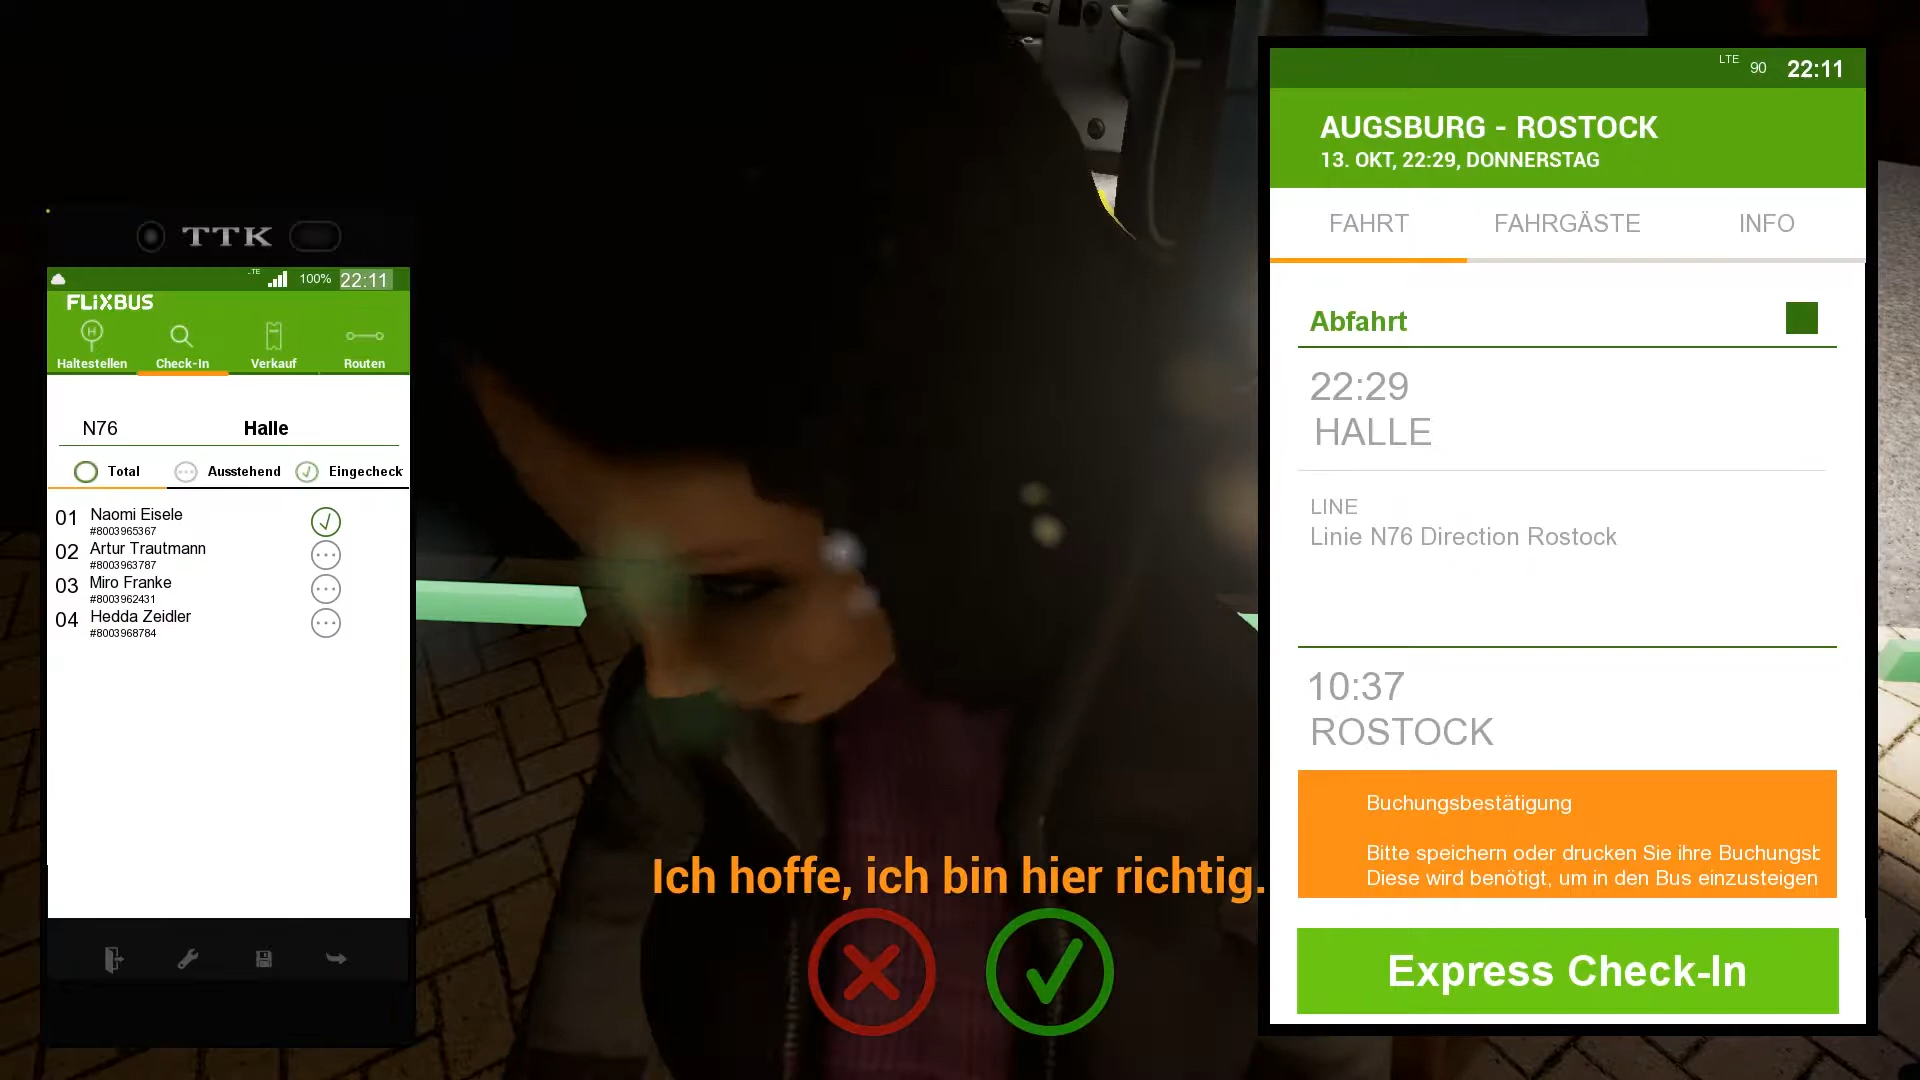 TTK
LTE
100%
22:11
FLiXBUS
H
Haltestellen
Check-In
Verkauf
Routen
N76
Halle
Total
Ausstehend
Eingecheck
01
Naomi Eisele
#8003965367
02
Artur Trautmann
#8003963787
03
Miro Franke
#8003962431
04
Hedda Zeidler
#8003968784
Ich hoffe, ich bin hier richtig.
LTE
90
22:11
AUGSBURG - ROSTOCK
13. OKT, 22:29, DONNERSTAG
FAHRT
FAHRGÄSTE
INFO
Abfahrt
22:29
HALLE
LINE
Linie N76 Direction Rostock
10:37
ROSTOCK
Buchungsbestätigung
Bitte speichern oder drucken Sie ihre Buchungsb
Diese wird benötigt, um in den Bus einzusteigen
Express Check-In